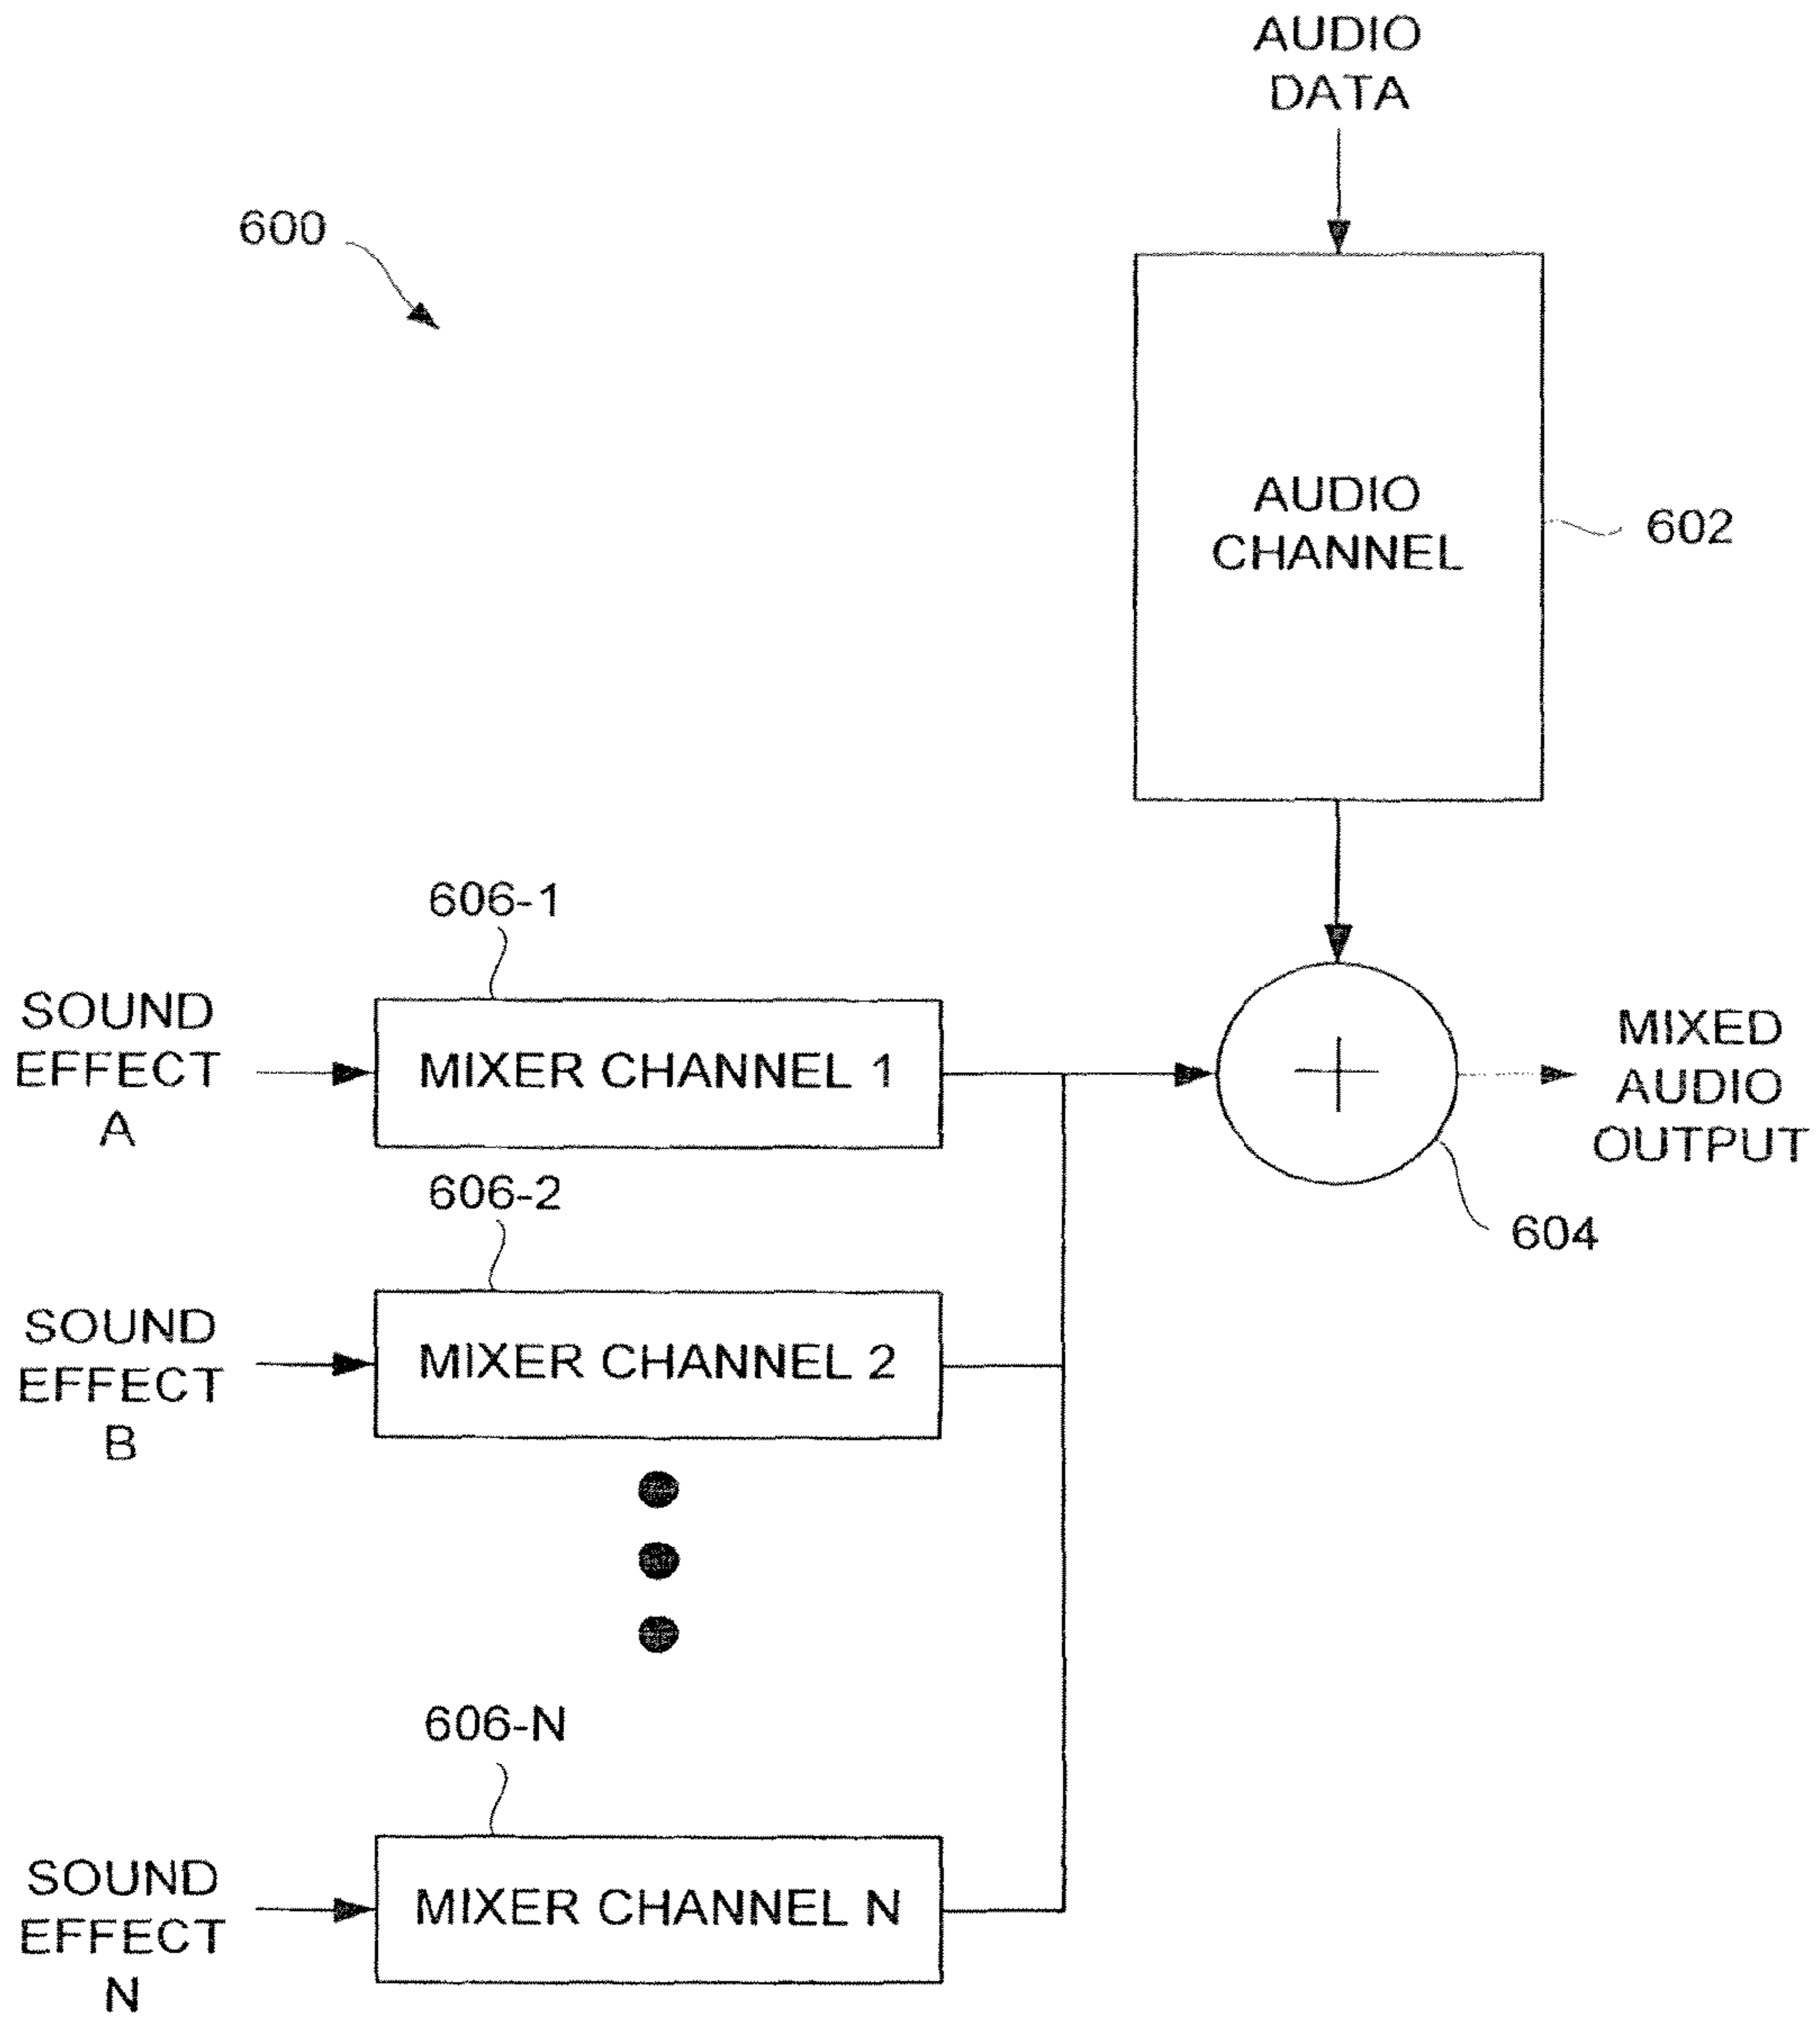 AUDIO
DATA
600
AUDIO
CHANNEL
602
606-1
SOUND
EFFECT
A
MIXER CHANNEL 1
MIXED
AUDIO
OUTPUT
604
606-2
SOUND
EFFECT
B
MIXER CHANNEL 2
606-N
SOUND
EFFECT
N
MIXER CHANNEL N